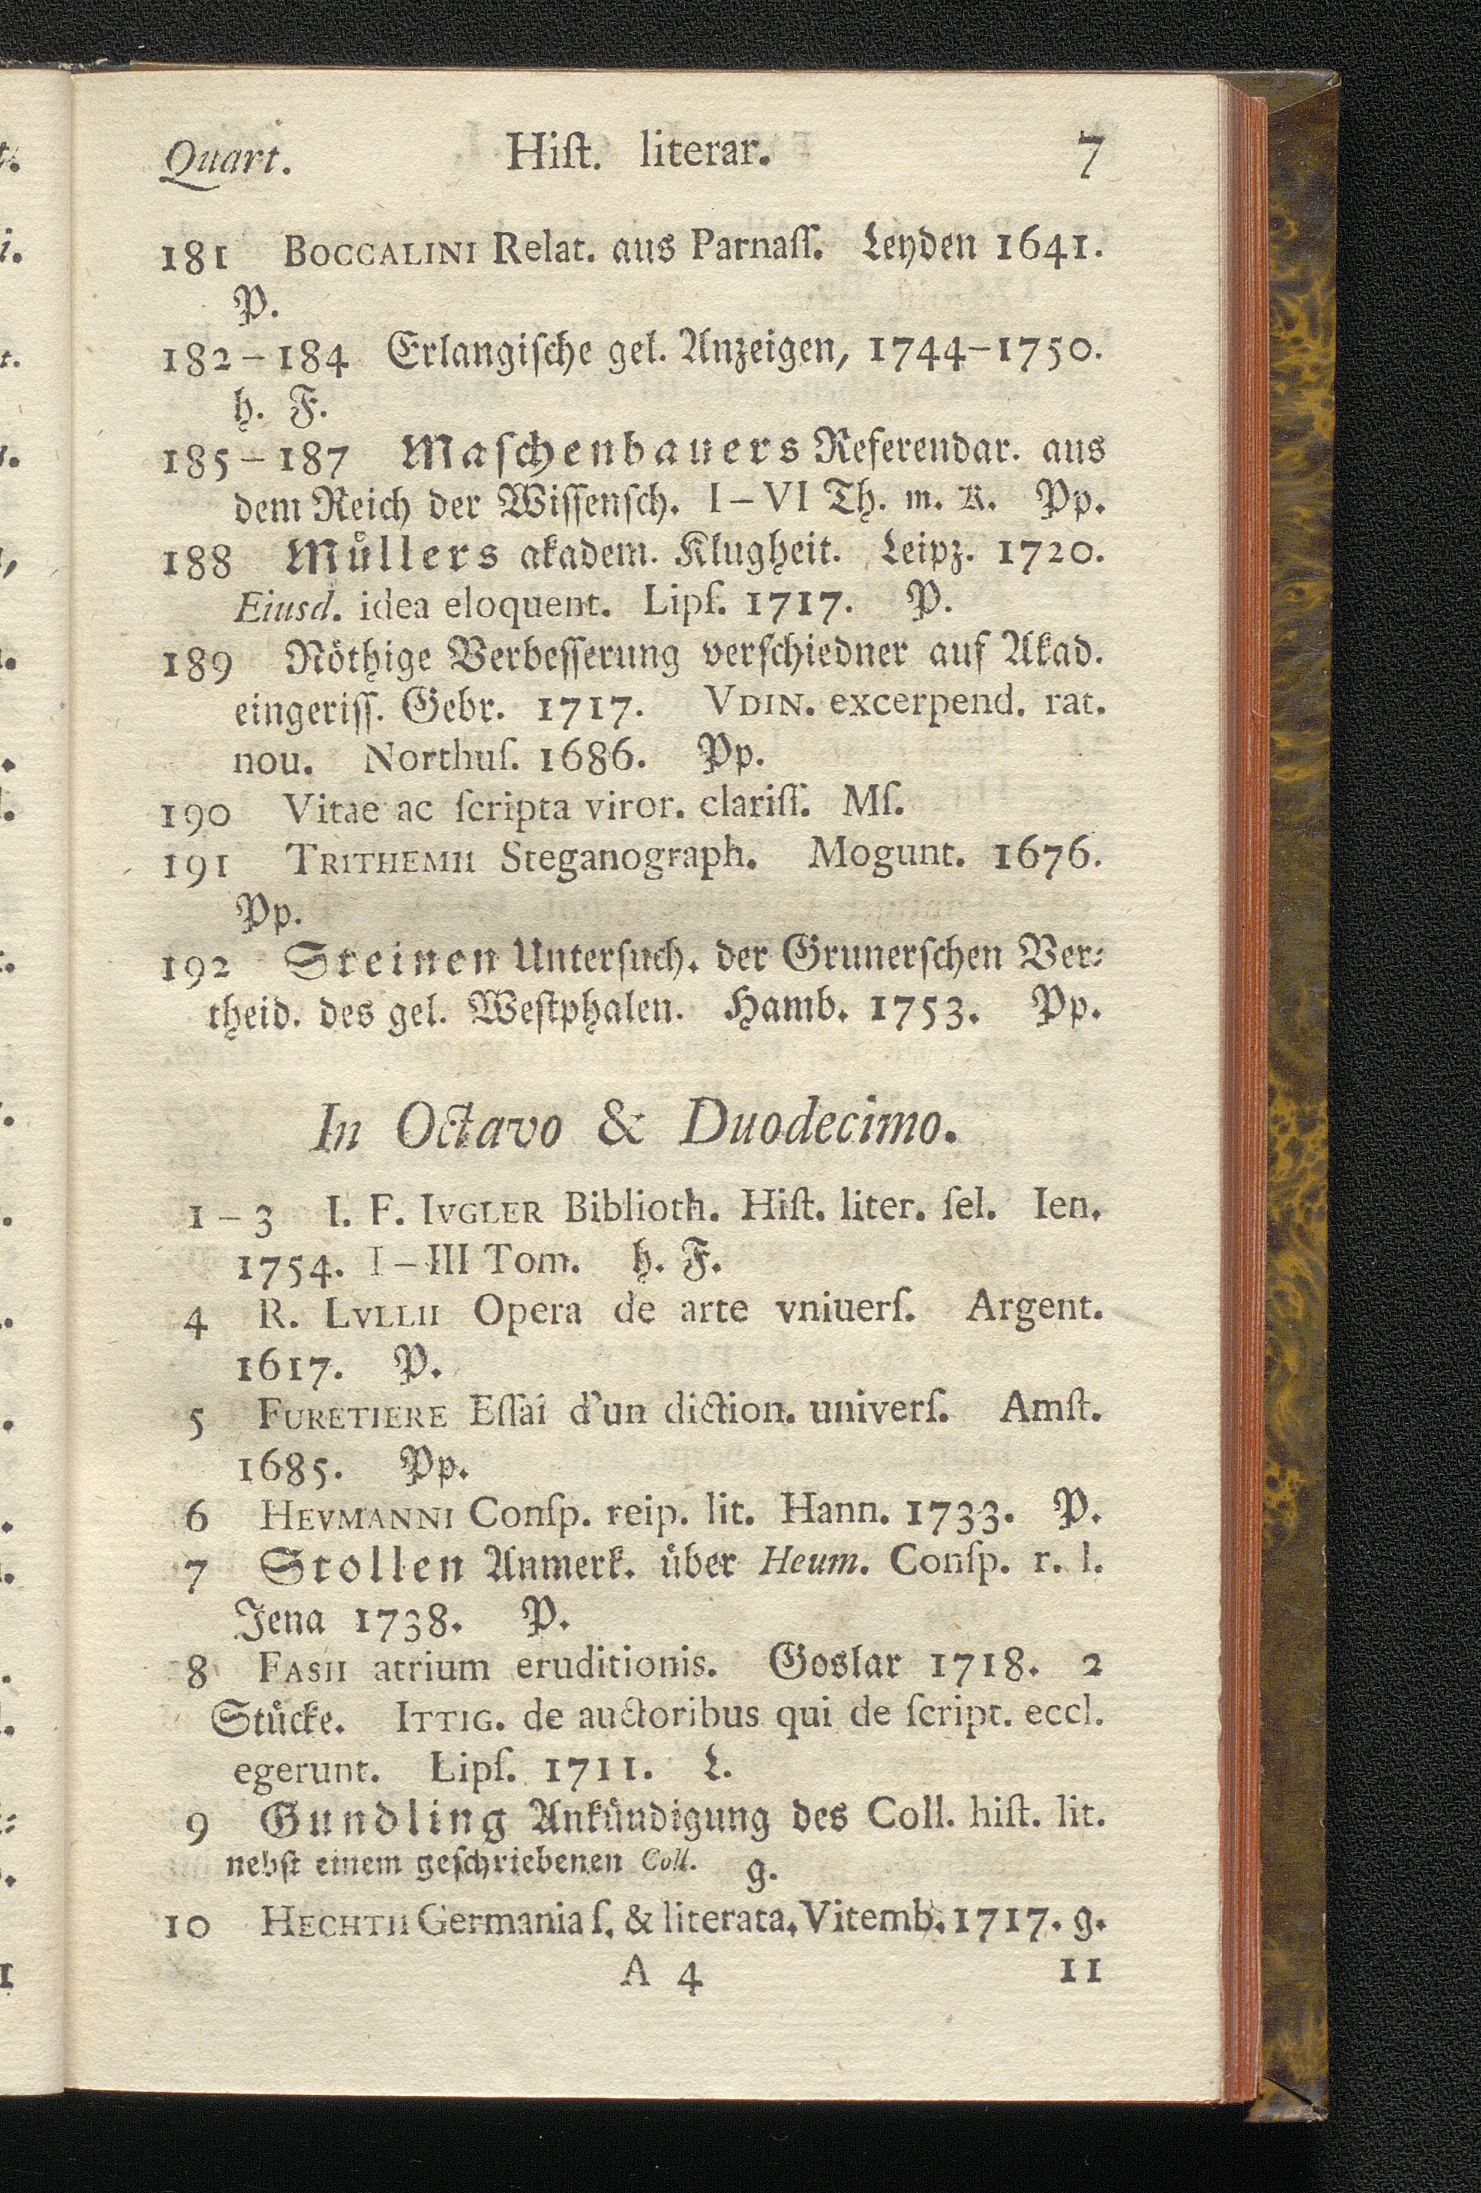 Quart. Hiſt. literar. 7
181 BOCCALINI Relat. aus Parnaſſ. Leyden 1641.
P.
182–184 Erlangiſche gel. Anzeigen, 1744–1750.
h. F.
185–187 Maſchenbauers Referendar. aus
dem Reich der Wiſſenſch. I–VI Th. m. K. Pp.
188 Muͤllers akadem. Klugheit. Leipz. 1720.
Eiusd. idea eloquent. Lipſ. 1717. P.
189 Nöthige Verbeſſerung verſchiedner auf Akad.
eingeriſſ. Gebr. 1717. VDIN. excerpend. rat.
nou. Northuſ. 1686. Pp.
190 Vitae ac ſcripta viror. clariſſ. Mſ.
191 TRITHEMII Steganograph. Mogunt. 1676.
Pp.
192 Steinen Unterſuch. der Grunerſchen Ver⸗
theid. des gel. Weſtphalen. Hamb. 1753. Pp.
In Octavo & Duodecimo.
1–3 I. F. IVGLER Biblioth. Hiſt. liter. ſel. Ien.
1754. I–III Tom. h. F.
4 R. LVLLII Opera de arte vniuerſ. Argent.
1617. P.
5 FURETIERE Eſſai d'un diction. univerſ. Amſt.
1685. Pp.
6 HEVMANNI Conſp. reip. lit. Hann. 1733. P.
7 Stollen Anmerk. uͤber Heum. Conſp. r. l.
Jena 1738. P.
8 FASII atrium eruditionis. Goslar 1718. 2
Stuͤcke. ITTIG. de auctoribus qui de ſcript. eccl.
egerunt. Lipſ. 1711. L.
9 Gundling Ankuͤndigung des Coll. hiſt. lit.
nebſt einem geſchriebenen Coll. g.
10 HECHTII Germania ſ. & literata. Vitemb. 1717. g.
A 4 11